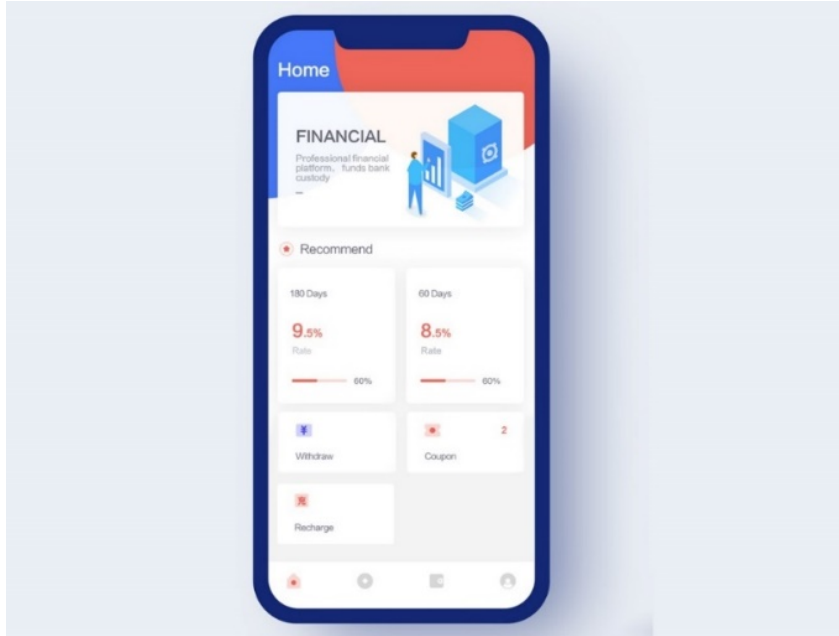 Home
FINANCIAL
Professional financial
platform, funds bank
custody
Recommend
180 Days
60 Days
9.5%
8.5%
Rate
Rate
60%
60%
¥
2
Withdraw
Coupon
充
Recharge